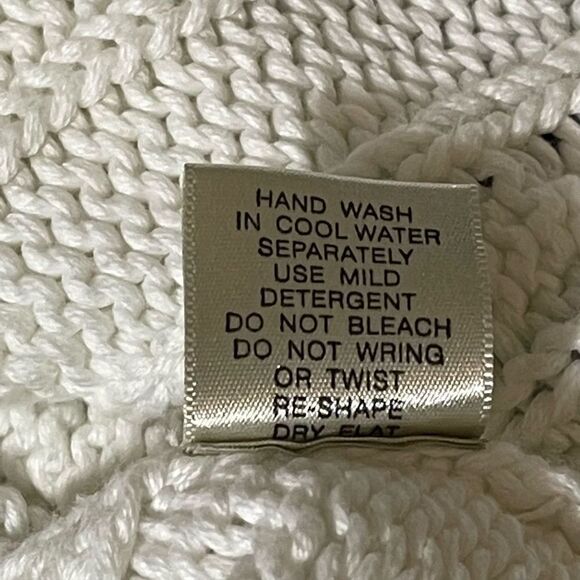 HAND WASH
IN COOL WATER
SEPARATELY
USE MILD
DETERGENT
DO NOT BLEACH
DO NOT WRING
OR TWIST
RE-SHAPE
DRY FLAT